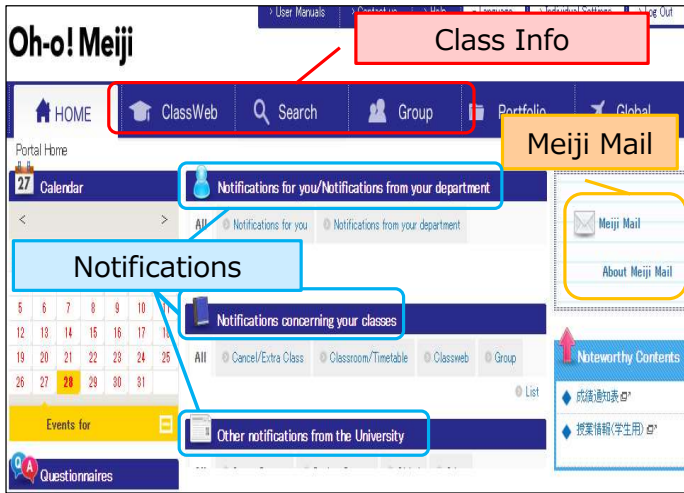 > User Manuals
> Help
Log Out
Oh-o! Meiji
Class Info
HOME
ClassWeb
Search
Group
Portfolio
Global
Portal Home
Meiji Mail
27
Calendar
Notifications for you/Notifications from your department
<
>
All
Notifications for you
Notifications from your department
Meiji Mail
About Meiji Mail
Notifications
5 6 7 8 9 10 11
12 13 14 15 16 17 18
19 20 21 22 23 24 25
26 27 28 29 30 31
Notifications concerning your classes
All
Cancel/Extra Class
Classroom/Timetable
Classweb
Group
List
Noteworthy Contents
成績通知表
授業情報(学生用)
Events for
Other notifications from the University
Q A
Questionnaires